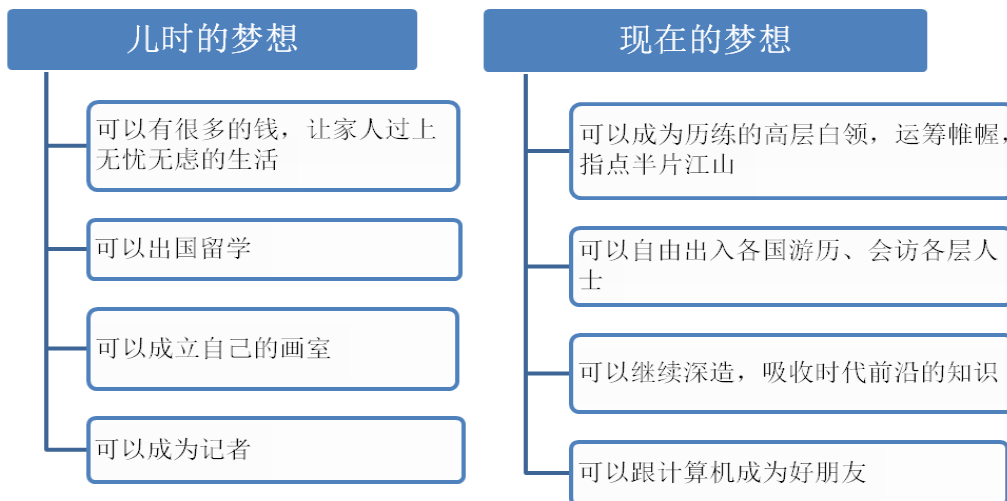 儿时的梦想
可以有很多的钱，让家人过上
无忧无虑的生活
可以出国留学
可以成立自己的画室
可以成为记者
现在的梦想
可以成为历练的高层白领，运筹帷幄，
指点半片江山
可以自由出入各国游历、会访各层人
士
可以继续深造，吸收时代前沿的知识
可以跟计算机成为好朋友